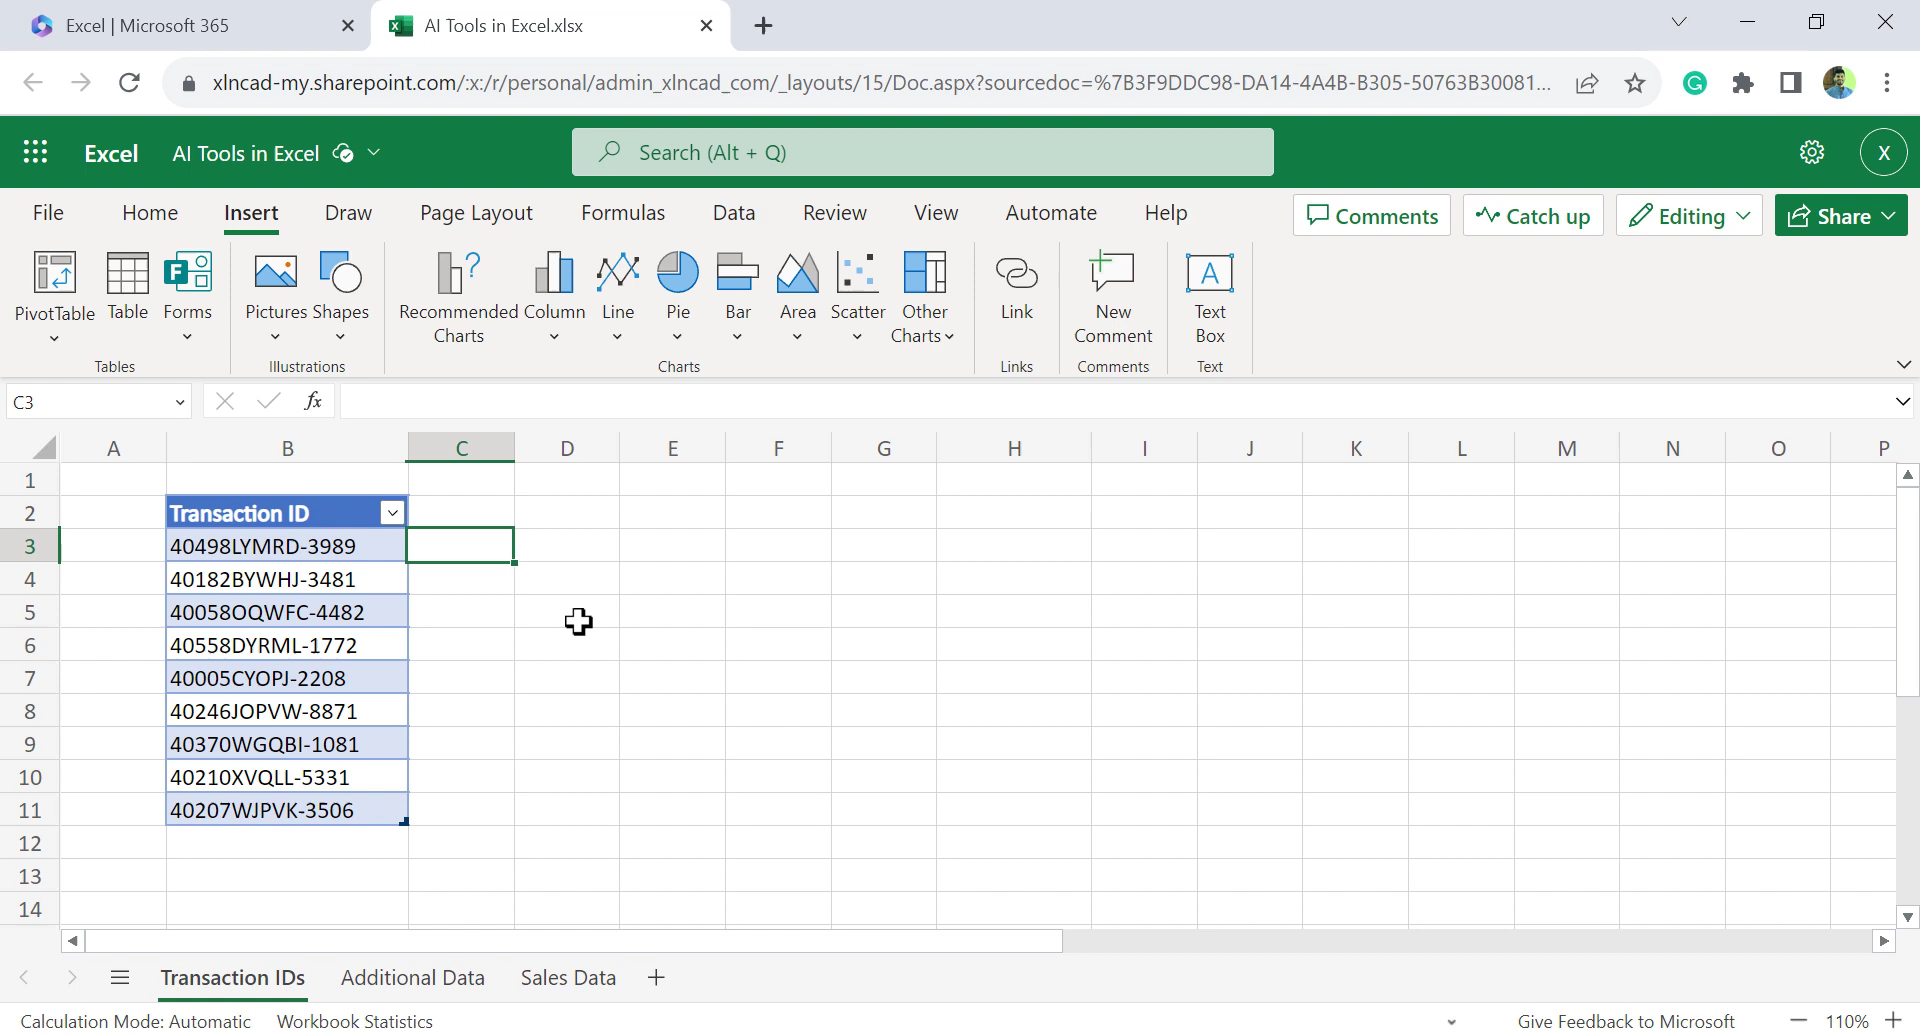 Excel | Microsoft 365
AI Tools in Excel.xlsx
xlncad-my.sharepoint.com/:x:/r/personal/admin_xlncad_com/_layouts/15/Doc.aspx?sourcedoc=%7B3F9DDC98-DA14-4A4B-B305-50763B30081...
Excel AI Tools in Excel Search (Alt + Q) X
File Home Insert Draw Page Layout Formulas Data Review View Automate Help Comments Catch up Editing Share
PivotTable Table Forms Pictures Shapes Recommended Charts Column Line Pie Bar Area Scatter Other Charts Link New Comment Text Box
Tables Illustrations Charts Links Comments Text
C3 fx
A B C D E F G H I J K L M N O P
1
2 Transaction ID
3 40498LYMRD-3989
4 40182BYWHJ-3481
5 40058OQWFC-4482
6 40558DYRML-1772
7 40005CYOPJ-2208
8 40246JOPVW-8871
9 40370WGQBI-1081
10 40210XVQLL-5331
11 40207WJPVK-3506
12
13
14
Transaction IDs Additional Data Sales Data
Calculation Mode: Automatic Workbook Statistics Give Feedback to Microsoft 110%